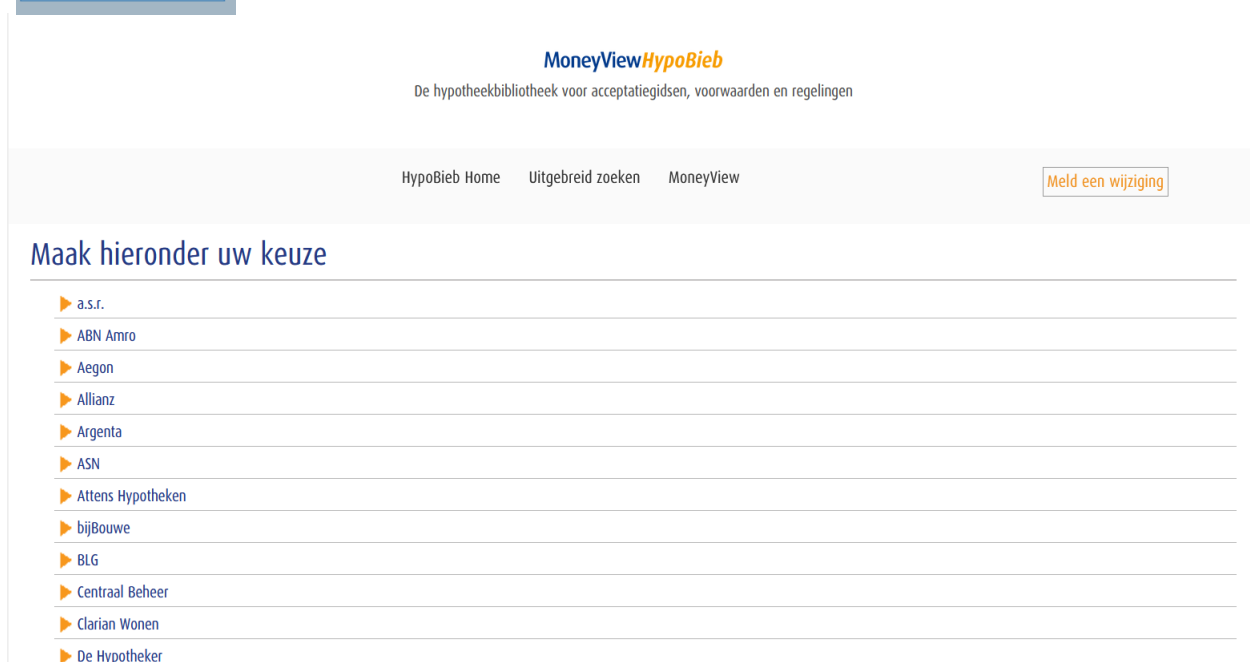 MoneyViewHypoBieb
De hypotheekbibliotheek voor acceptatiegidsen, voorwaarden en regelingen
HypoBieb Home Uitgebreid zoeken MoneyView Meld een wijziging
Maak hieronder uw keuze
a.s.r.
ABN Amro
Aegon
Allianz
Argenta
ASN
Attens Hypotheken
bijBouwe
BLG
Centraal Beheer
Clarian Wonen
De Hypotheker